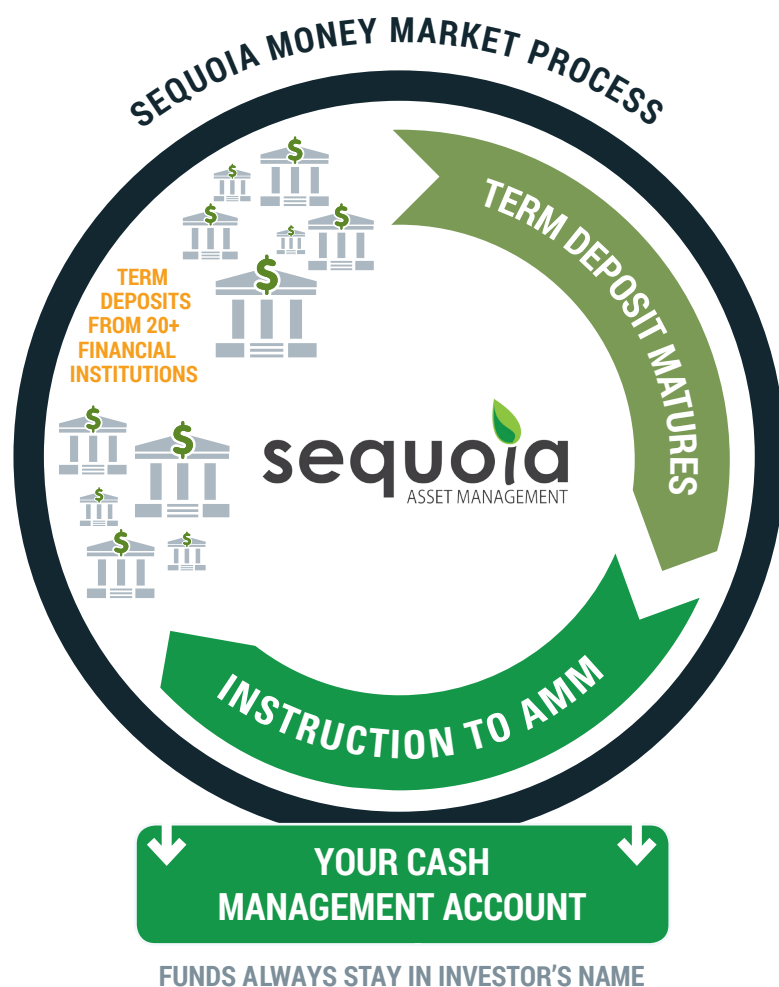 SEQUOIA MONEY MARKET PROCESS
TERM DEPOSIT MATURES
TERM
DEPOSITS
FROM 20+
FINANCIAL
INSTITUTIONS
sequoia
ASSET MANAGEMENT
INSTRUCTION TO AMM
YOUR CASH
MANAGEMENT ACCOUNT
FUNDS ALWAYS STAY IN INVESTOR'S NAME